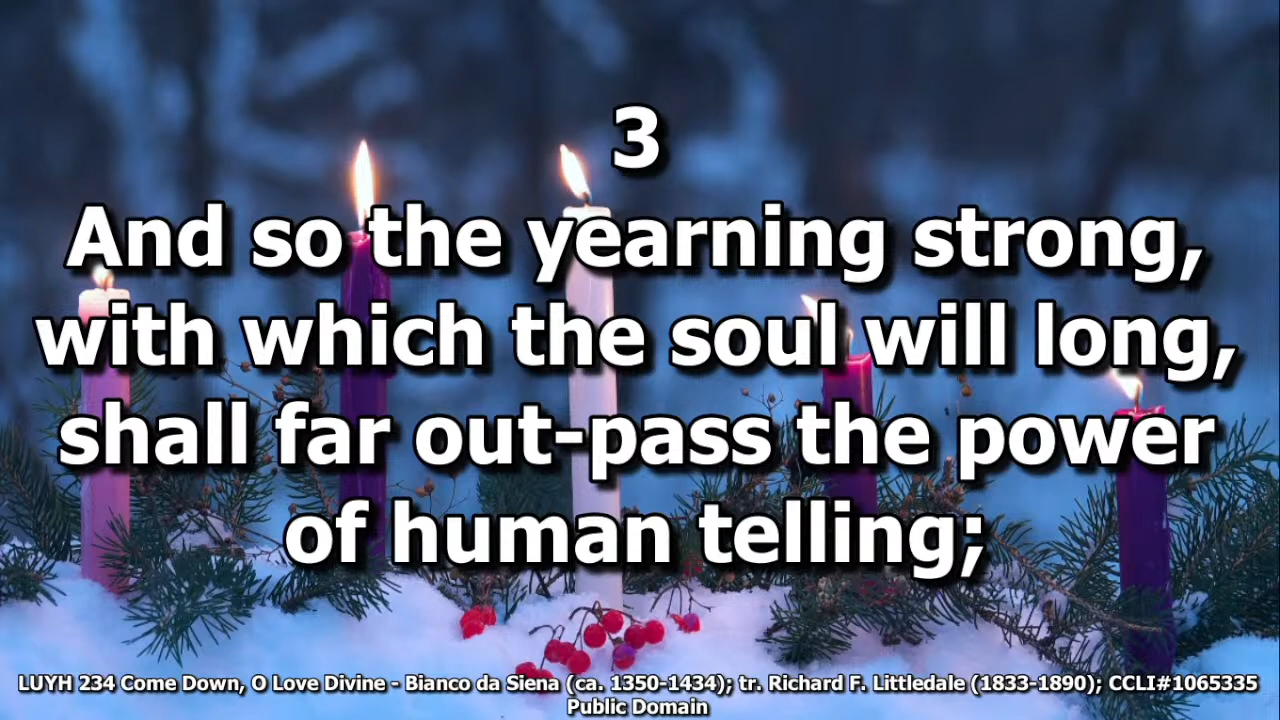 3
And so the yearning strong,
with which the soul will long,
shall far out-pass the power
of human telling;
LUYH 234 Come Down, O Love Divine - Bianco da Siena (ca. 1350-1434); tr. Richard F. Littledale (1833-1890); CCLI#1065335
Public Domain